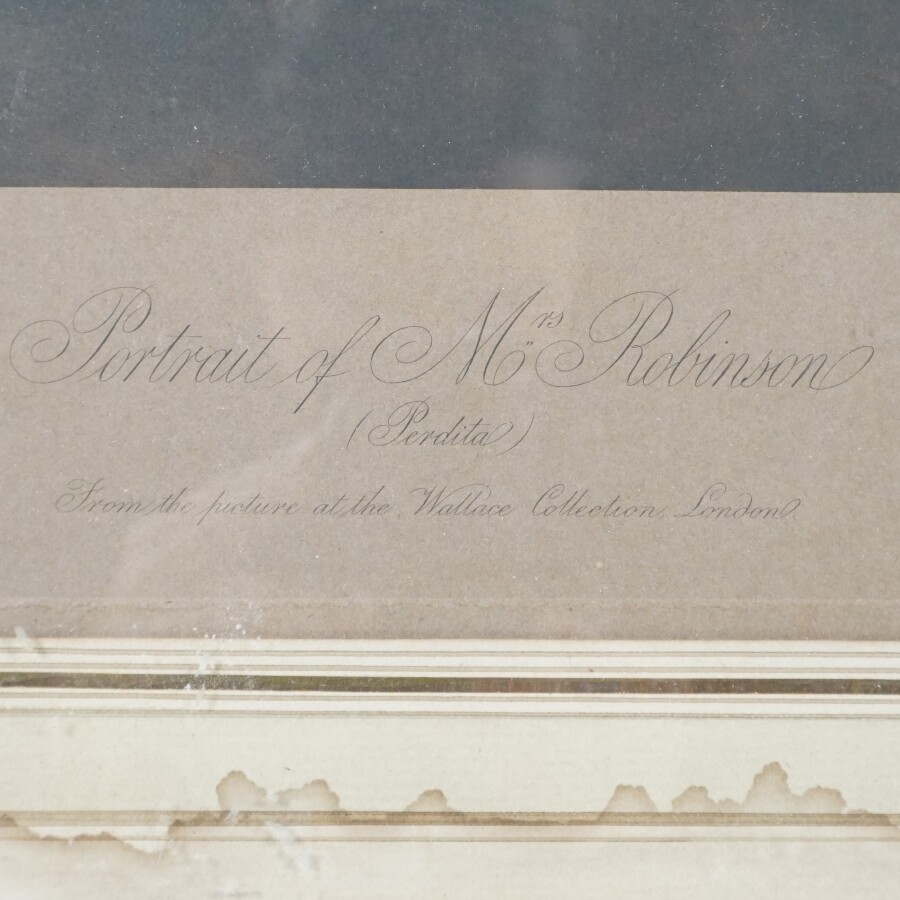 Portrait of Mrs Robinson
(Perdita)
From the picture at the Wallace Collection London